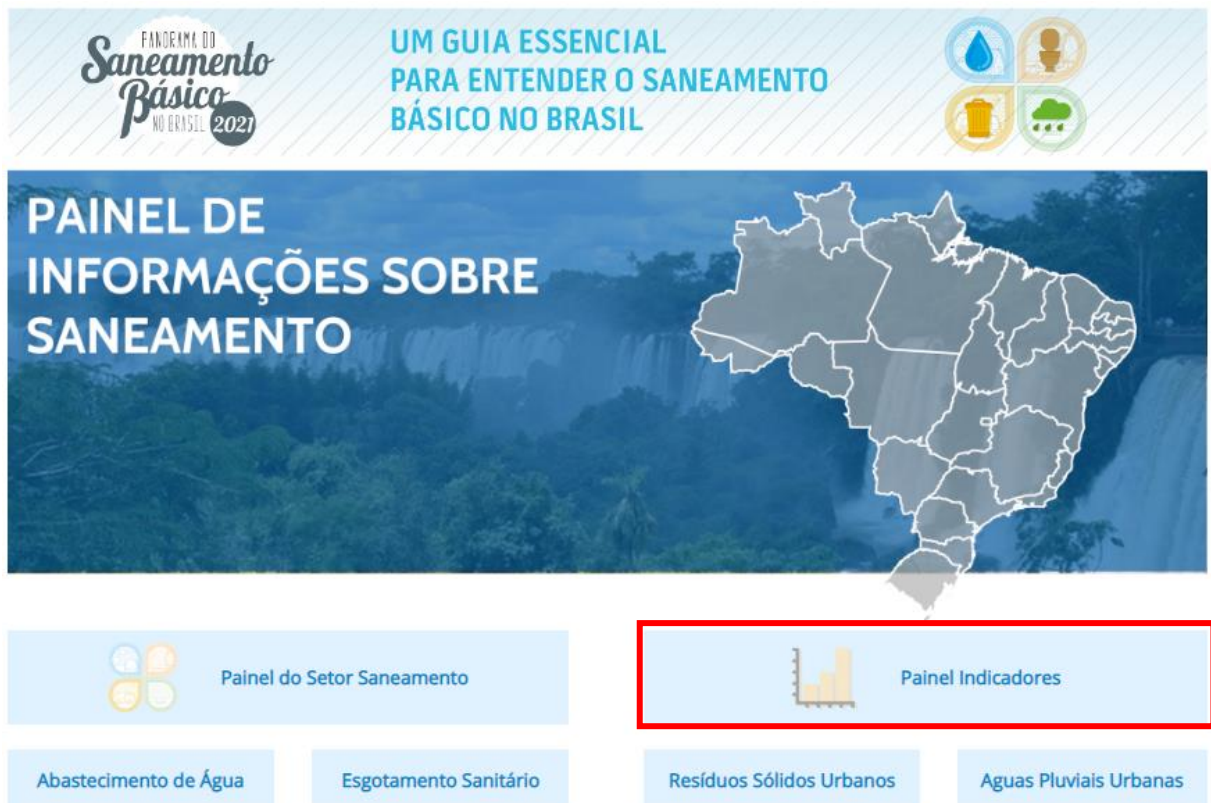 PANORAMA DO
Saneamento
Básico
NO BRASIL 2021
UM GUIA ESSENCIAL
PARA ENTENDER O SANEAMENTO
BÁSICO NO BRASIL
PAINEL DE
INFORMAÇÕES SOBRE
SANEAMENTO
Painel do Setor Saneamento
Painel Indicadores
Abastecimento de Água
Esgotamento Sanitário
Resíduos Sólidos Urbanos
Aguas Pluviais Urbanas